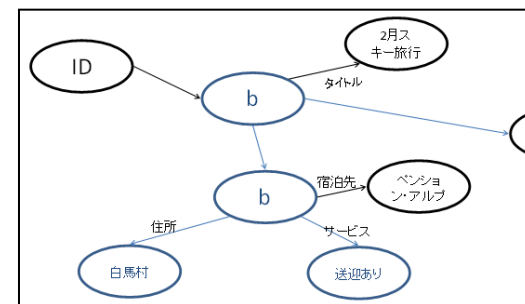 2月ス
キー旅行
ID
タイトル
b
b
宿泊先
ペンショ
ン・アルプ
住所
サービス
白馬村
送迎あり